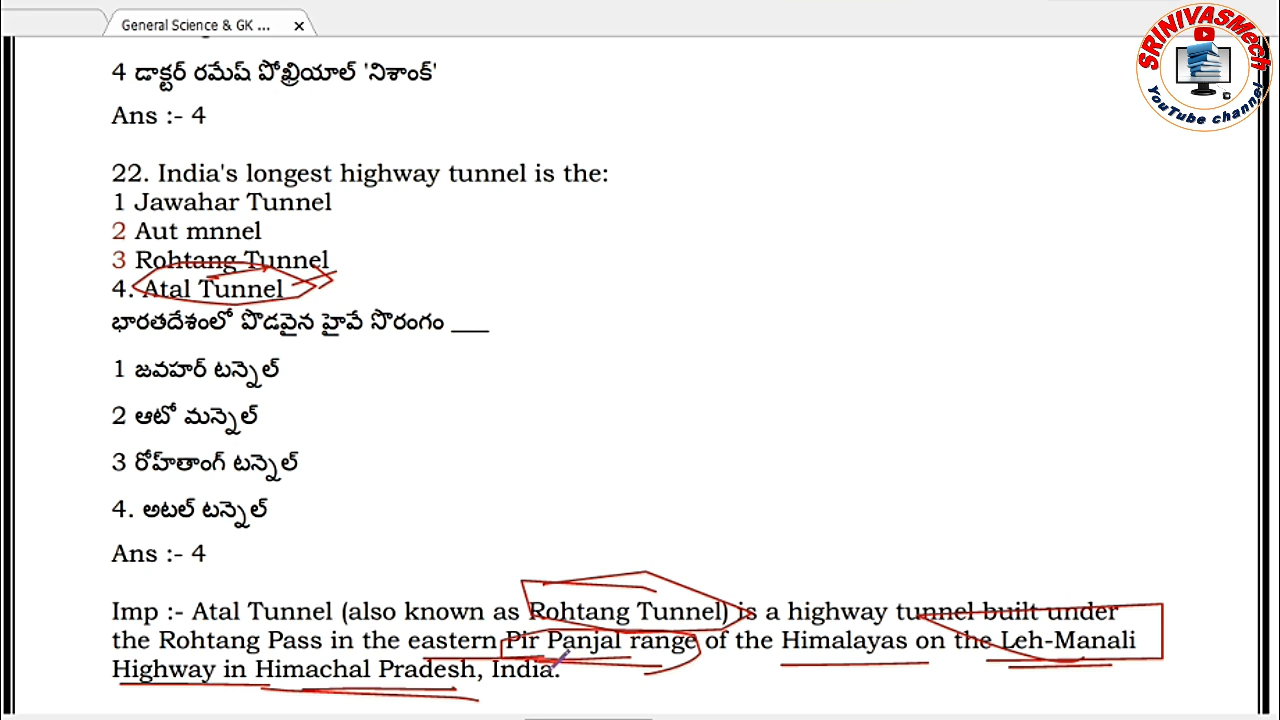 General Science & GK ...
SRINIVASMech
YouTube channel
4 డాక్టర్ రమేష్ పోఖ్రియాల్ 'నిశాంక్'
Ans :- 4
22. India's longest highway tunnel is the:
1 Jawahar Tunnel
2 Aut mnnel
3 Rohtang Tunnel
4. Atal Tunnel
భారతదేశంలో పొడవైన హైవే సొరంగం ___
1 జవహర్ టన్నెల్
2 ఆటో మన్నెల్
3 రోహ్‌తాంగ్ టన్నెల్
4. అటల్ టన్నెల్
Ans :- 4
Imp :- Atal Tunnel (also known as Rohtang Tunnel) is a highway tunnel built under
the Rohtang Pass in the eastern Pir Panjal range of the Himalayas on the Leh-Manali
Highway in Himachal Pradesh, India.